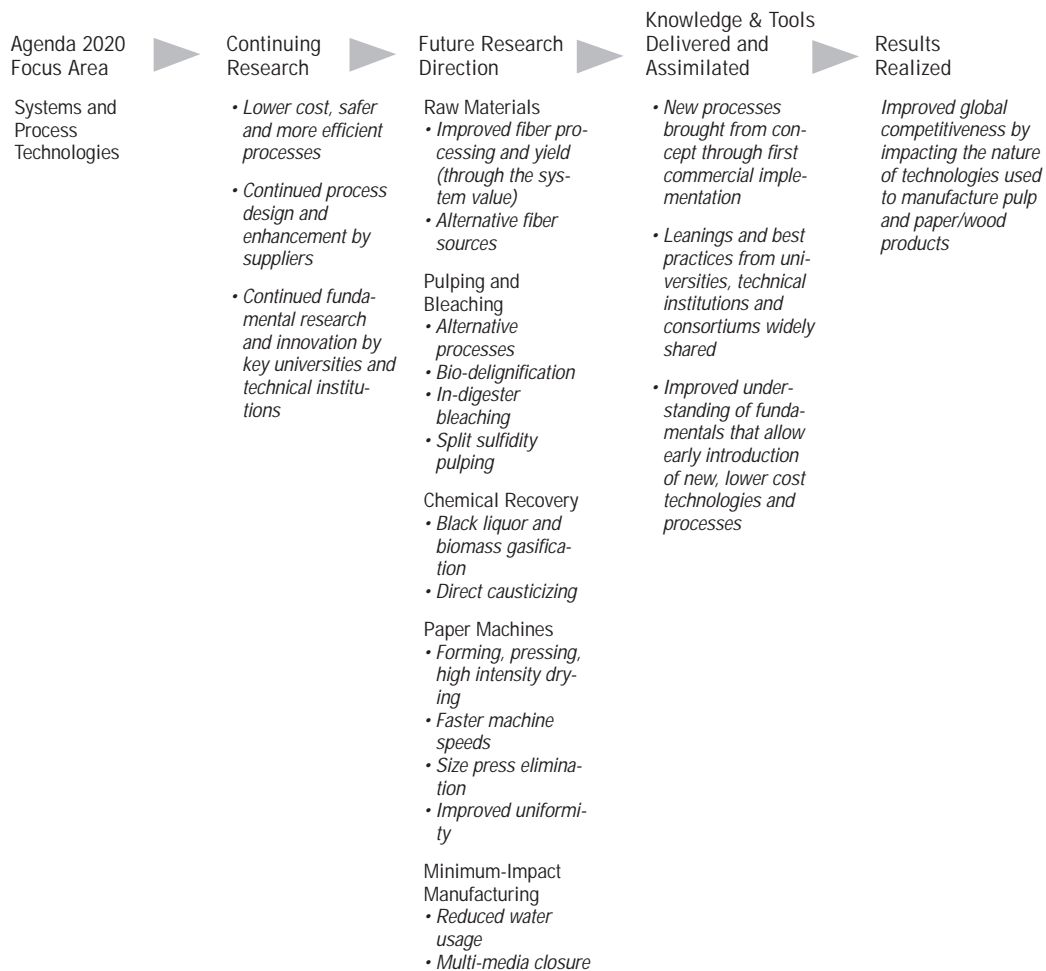 Agenda 2020
Focus Area
Continuing
Research
Future Research
Direction
Knowledge & Tools
Delivered and
Assimilated
Results
Realized
Systems and
Process
Technologies
• Lower cost, safer
and more efficient
processes
• Continued process
design and
enhancement by
suppliers
• Continued funda-
mental research
and innovation by
key universities and
technical institu-
tions
Raw Materials
• Improved fiber pro-
cessing and yield
(through the sys-
tem value)
• Alternative fiber
sources
Pulping and
Bleaching
• Alternative
processes
• Bio-delignification
• In-digester
bleaching
• Split sulfidity
pulping
Chemical Recovery
• Black liquor and
biomass gasifica-
tion
• Direct causticizing
Paper Machines
• Forming, pressing,
high intensity dry-
ing
• Faster machine
speeds
• Size press elimina-
tion
• Improved uniformi-
ty
Minimum-Impact
Manufacturing
• Reduced water
usage
• Multi-media closure
• New processes
brought from con-
cept through first
commercial imple-
mentation
• Leanings and best
practices from uni-
versities, technical
institutions and
consortiums widely
shared
• Improved under-
standing of funda-
mentals that allow
early introduction
of new, lower cost
technologies and
processes
Improved global
competitiveness by
impacting the nature
of technologies used
to manufacture pulp
and paper/wood
products